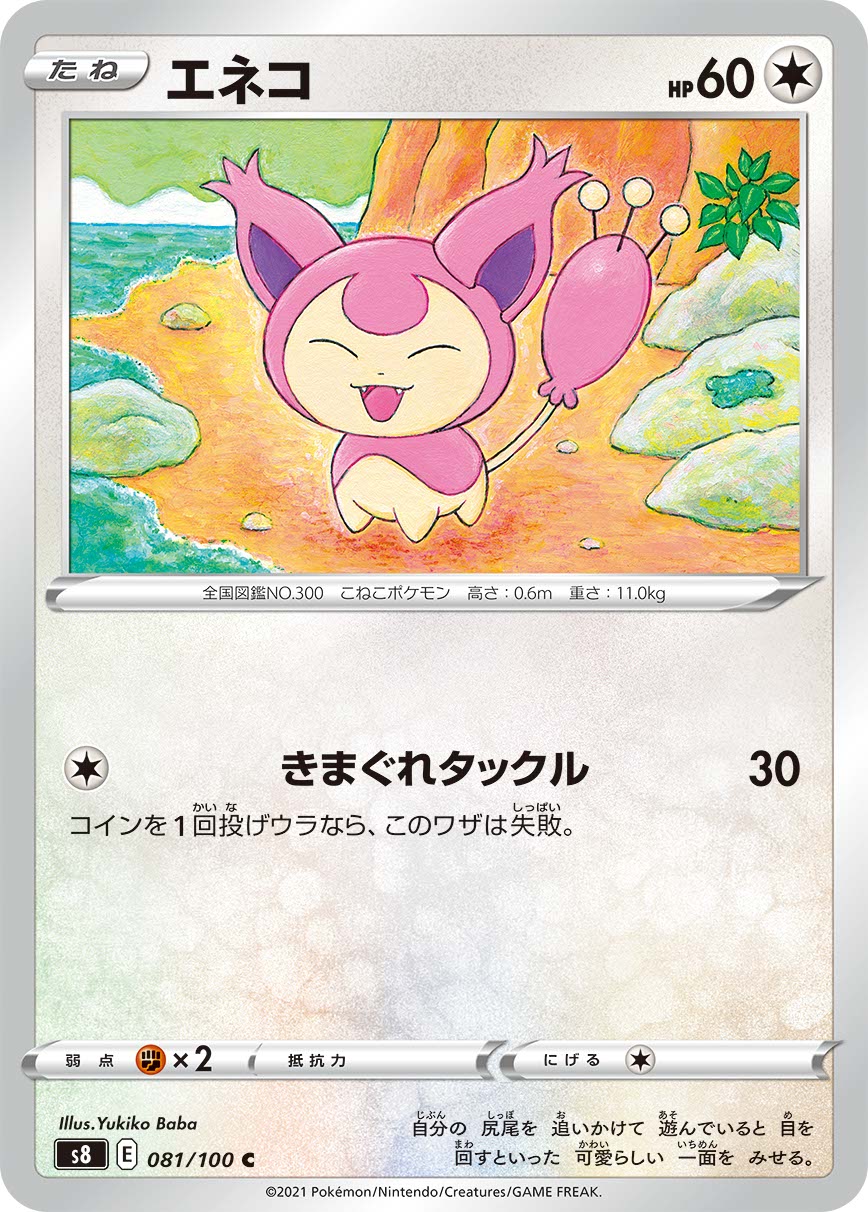 たね エネコ HP60
全国図鑑NO.300 こねこポケモン 高さ：0.6m 重さ：11.0kg
きまぐれタックル 30
コインを1回投げウラなら、このワザは失敗。
弱点 ×2 抵抗力 にげる
Illus.Yukiko Baba
自分の 尻尾を 追いかけて 遊んでいると 目を
回すといった 可愛らしい 一面を みせる。
s8 E 081/100 C
©2021 Pokémon/Nintendo/Creatures/GAME FREAK.